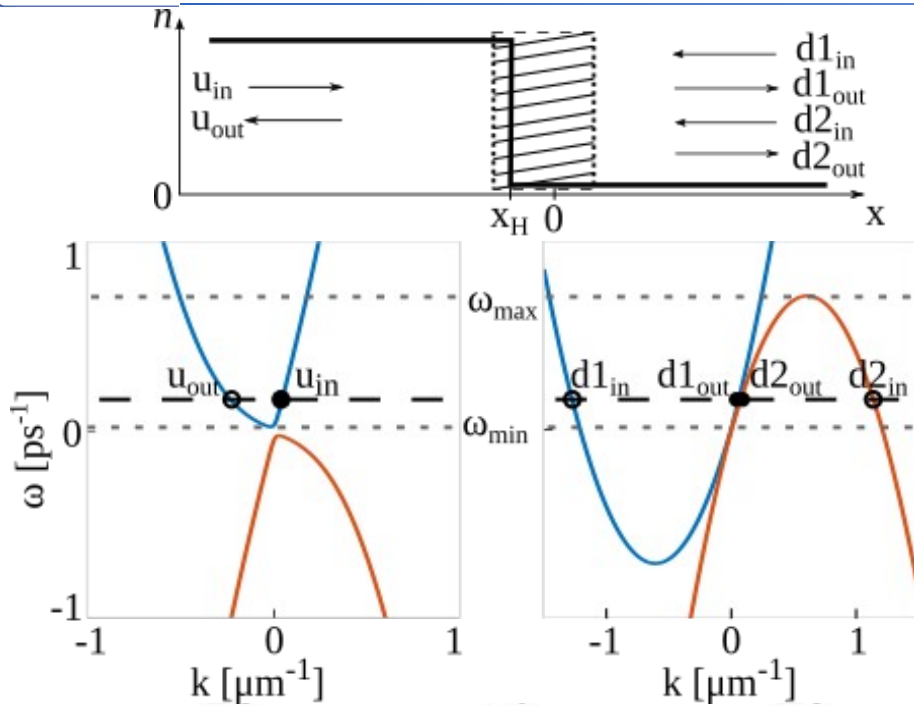 n
u_in
u_out
d1_in
d1_out
d2_in
d2_out
0
x_H 0 x
1
0
-1
ω [ps⁻¹]
u_out u_in
-1 0 1
k [μm⁻¹]
ω_max
ω_min
d1_in d1_out d2_out d2_in
-1 0 1
k [μm⁻¹]